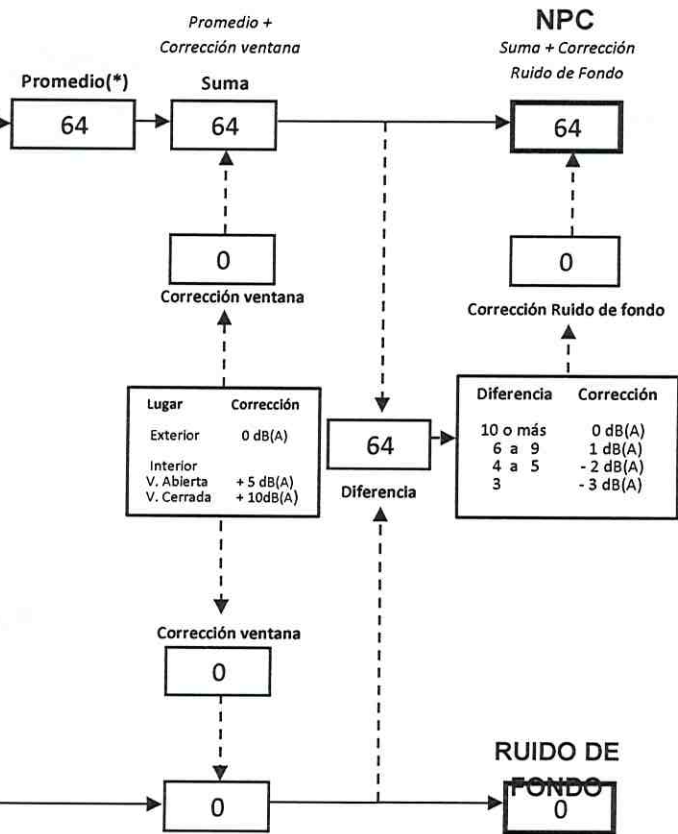 Promedio +
Corrección ventana
NPC
Suma + Corrección
Ruido de Fondo
Promedio(*)
Suma
64
64
64
0
Corrección ventana
0
Corrección Ruido de fondo
Lugar Corrección
Exterior 0 dB(A)
Interior
V. Abierta + 5 dB(A)
V. Cerrada + 10dB(A)
64
Diferencia
Diferencia Corrección
10 o más 0 dB(A)
6 a 9 1 dB(A)
4 a 5 - 2 dB(A)
3 - 3 dB(A)
Corrección ventana
0
0
RUIDO DE
FONDO
0